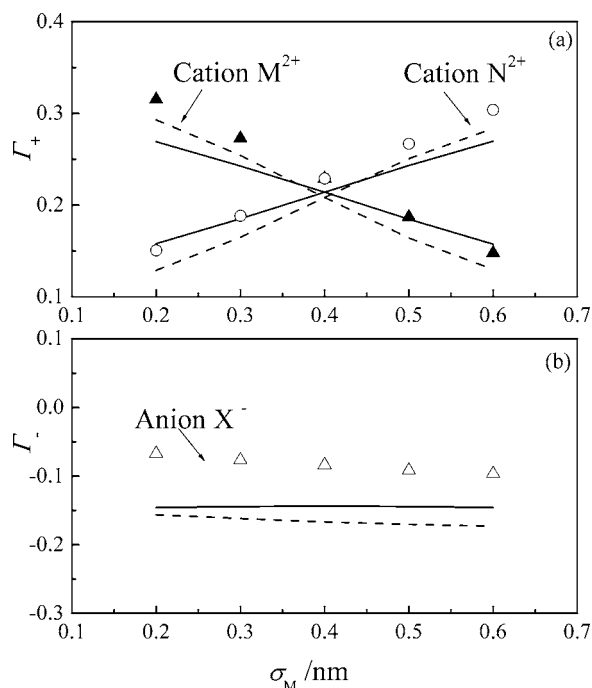 0.4
(a)
Cation M²⁺
Cation N²⁺
0.3
Γ₊
0.2
0.1
0.1 0.2 0.3 0.4 0.5 0.6 0.7
0.1
(b)
0.0
Anion X⁻
Γ₋
-0.1
-0.2
-0.3
0.1 0.2 0.3 0.4 0.5 0.6 0.7
σ_M /nm